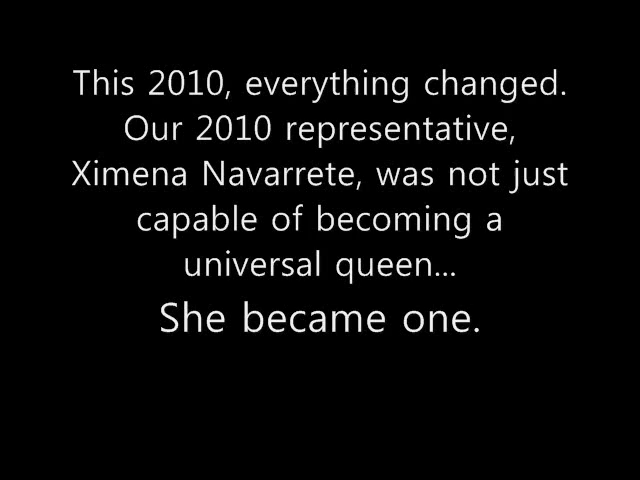 This 2010, everything changed.
Our 2010 representative,
Ximena Navarrete, was not just
capable of becoming a
universal queen...
She became one.